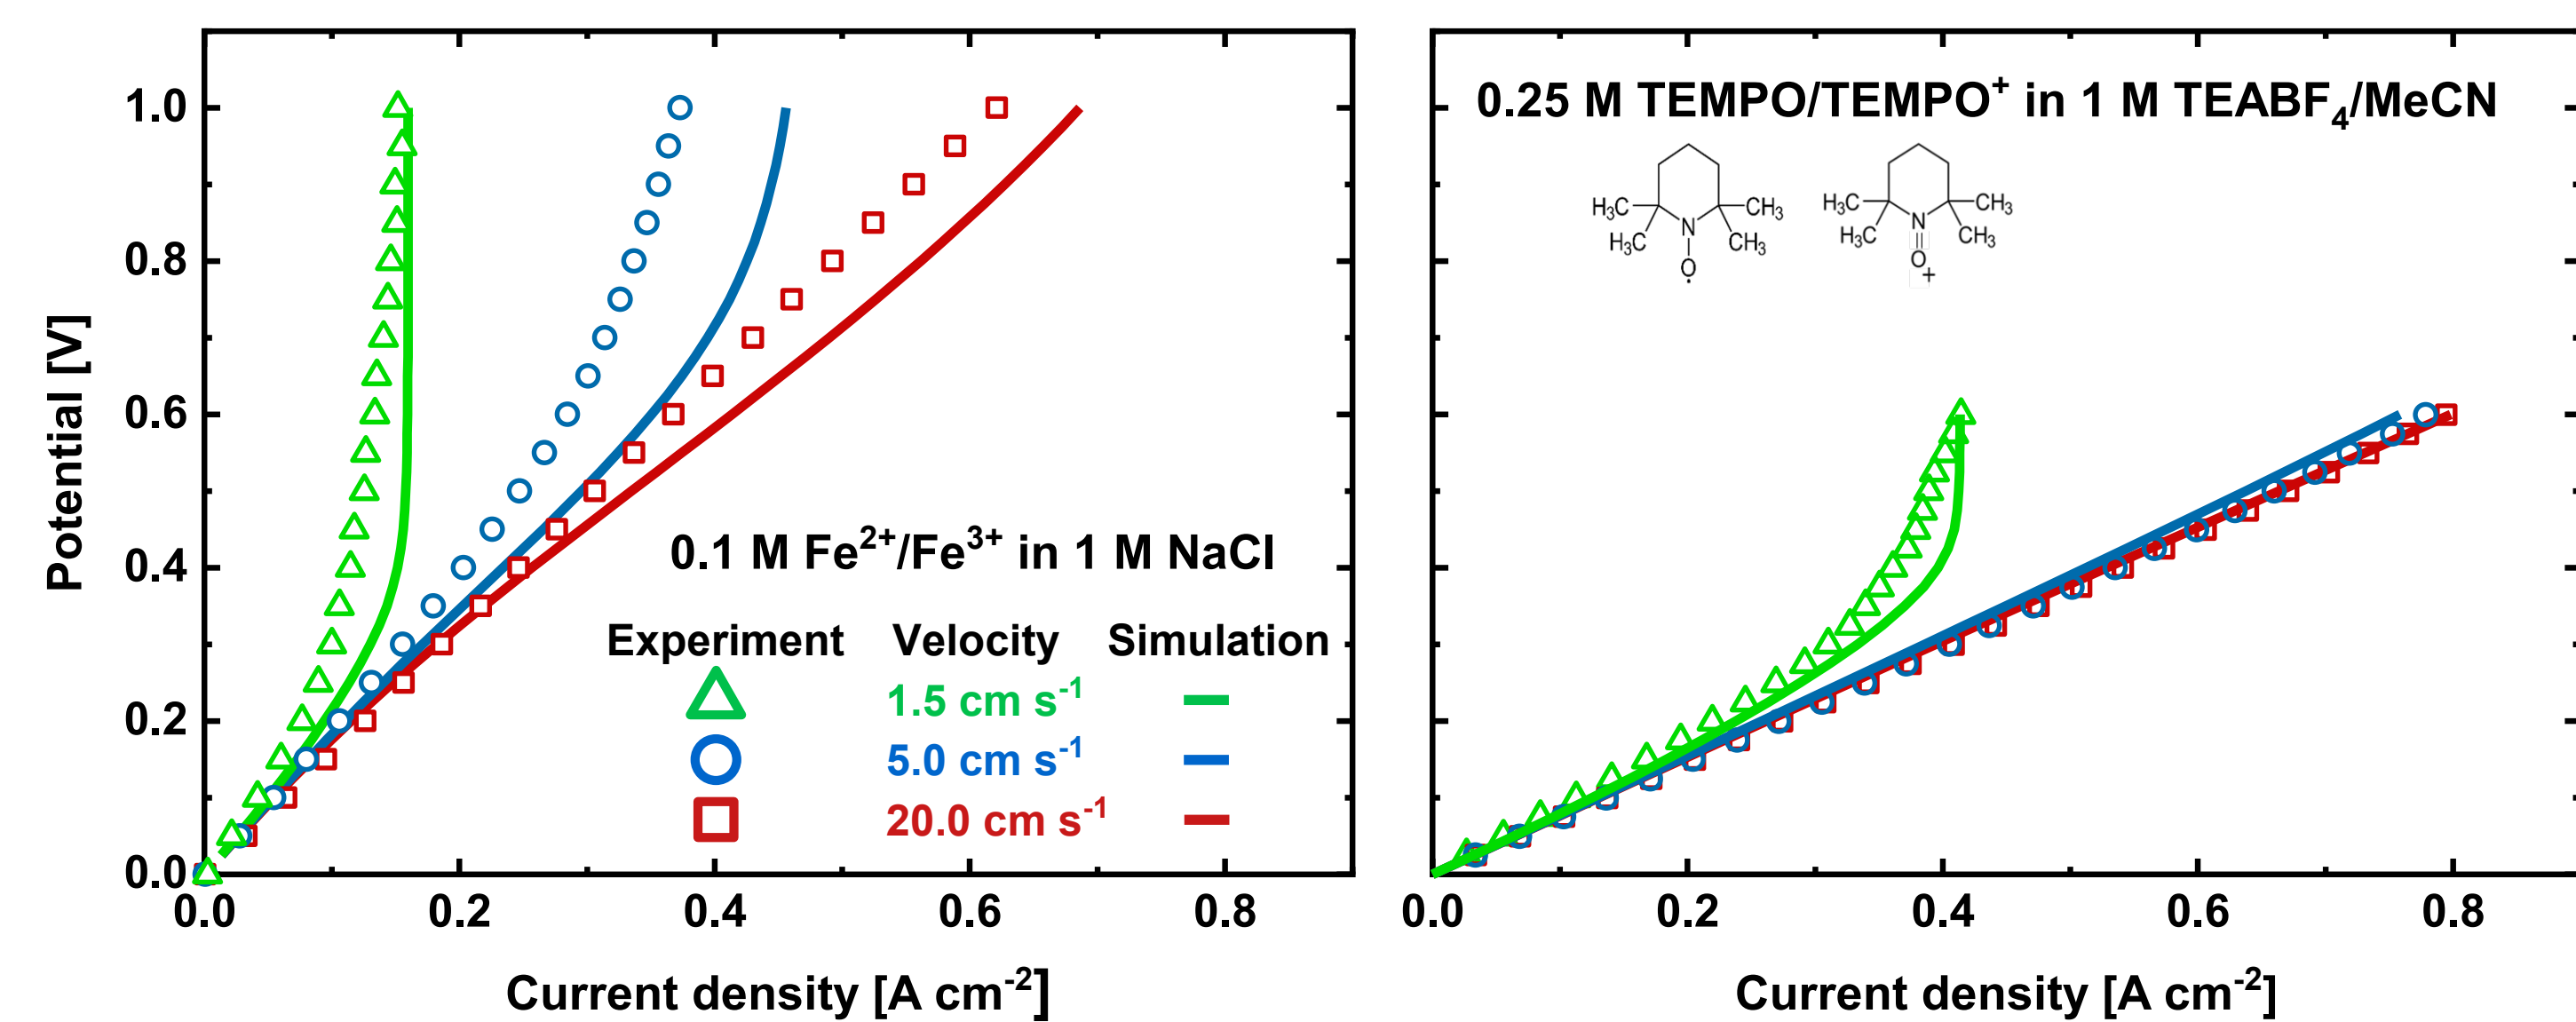 1.0
0.8
0.6
0.4
0.2
0.0
Potential [V]
0.0 0.2 0.4 0.6 0.8
Current density [A cm⁻²]
0.1 M Fe²⁺/Fe³⁺ in 1 M NaCl
Experiment Velocity Simulation
1.5 cm s⁻¹
5.0 cm s⁻¹
20.0 cm s⁻¹
0.25 M TEMPO/TEMPO⁺ in 1 M TEABF₄/MeCN
H₃C N CH₃
H₃C CH₃
O
H₃C N CH₃
H₃C CH₃
O
+
0.0 0.2 0.4 0.6 0.8
Current density [A cm⁻²]